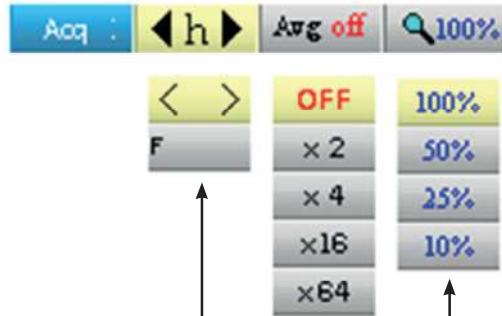 Acq : ◀ h ▶ Avg off 100%
< > OFF 100%
F × 2 50%
× 4 25%
×16 10%
×64